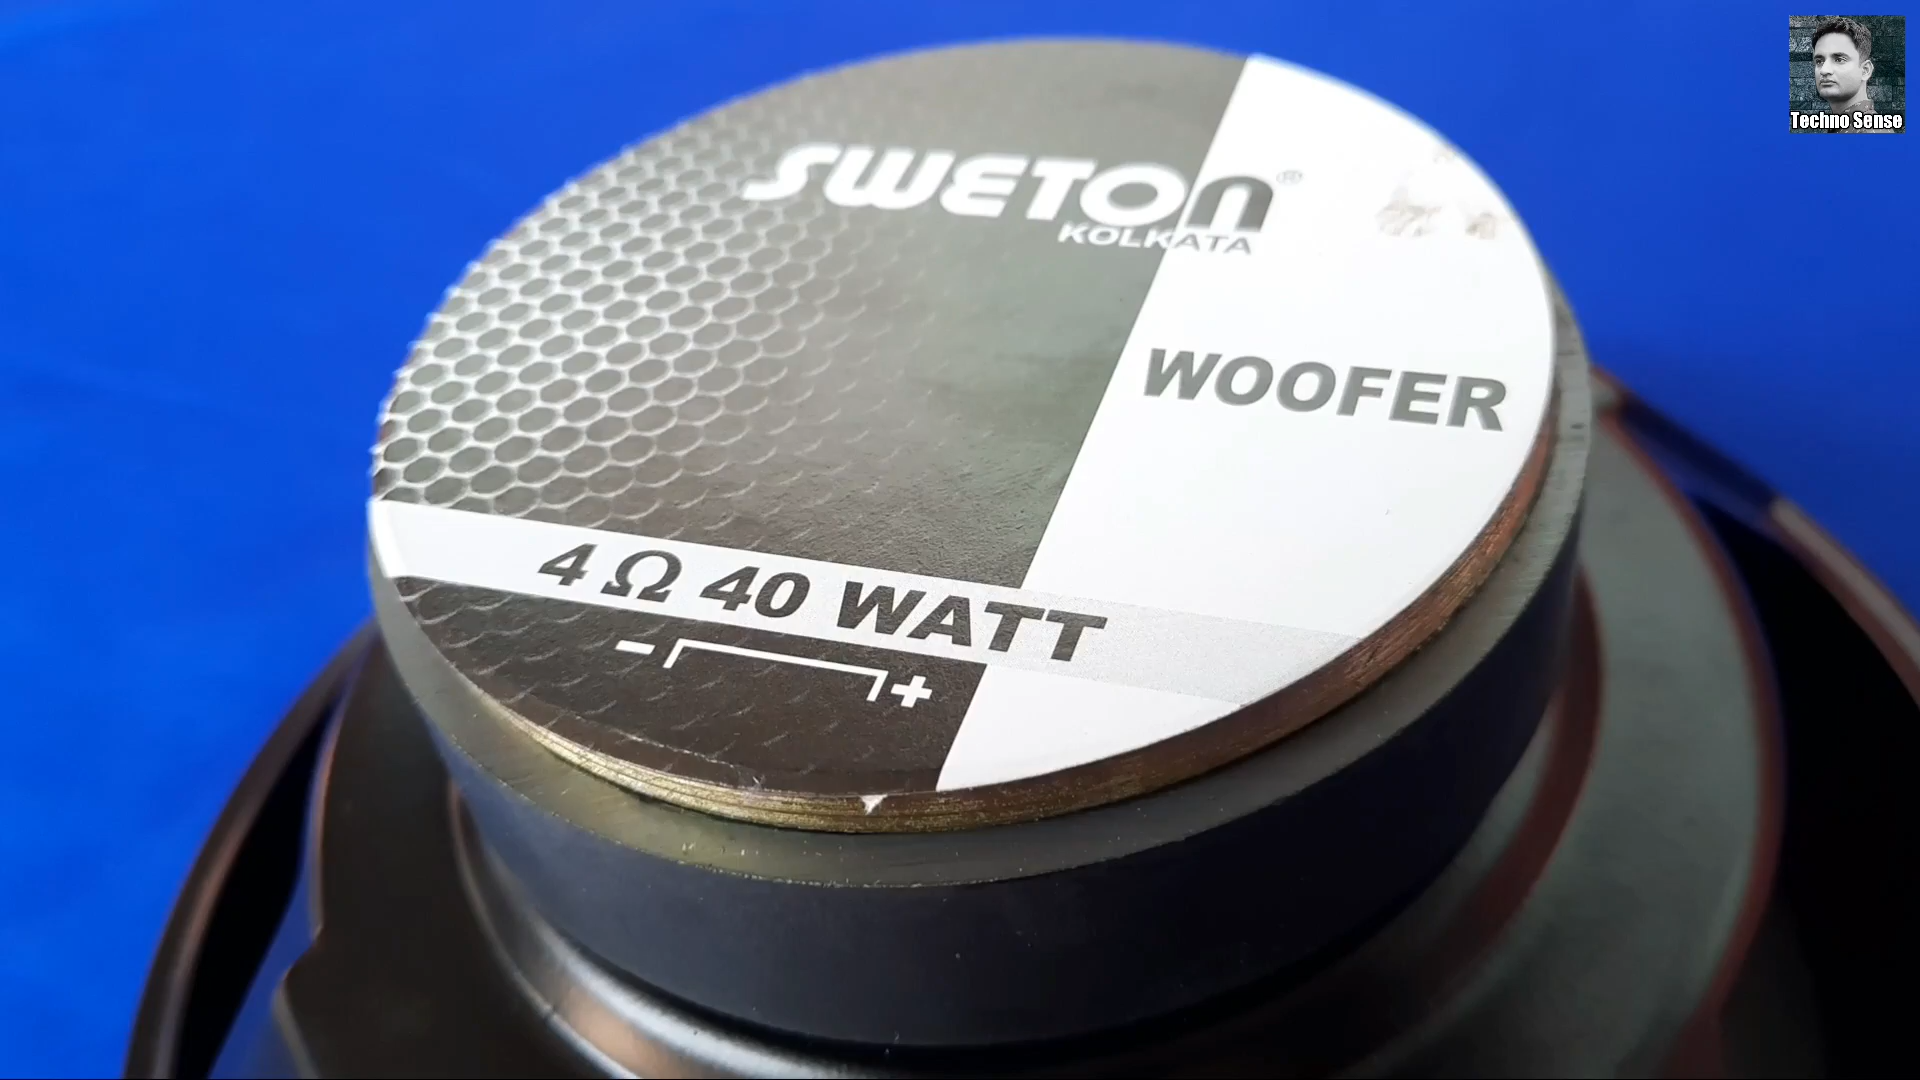 Techno Sense
SWETON®
KOLKATA
WOOFER
4 Ω 40 WATT
- +